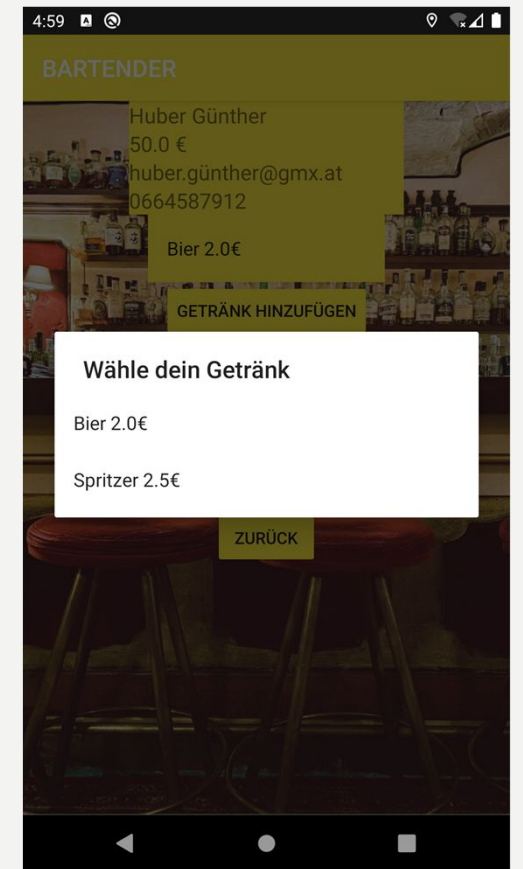 4:59
BARTENDER
Huber Günther
50.0 €
huber.günther@gmx.at
0664587912
Bier 2.0€
GETRÄNK HINZUFÜGEN
Wähle dein Getränk
Bier 2.0€
Spritzer 2.5€
ZURÜCK